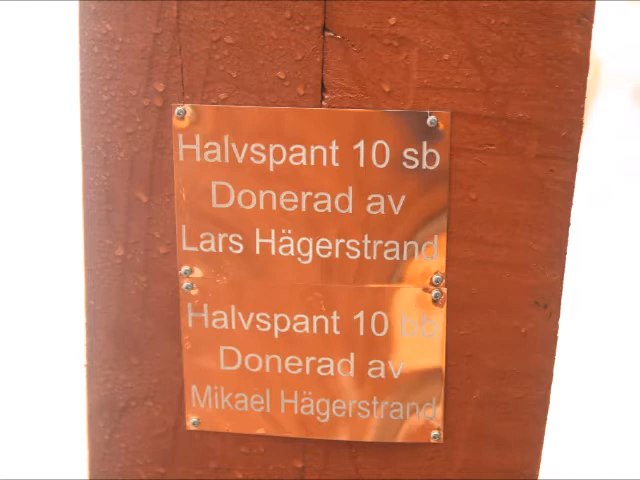 Halvspant 10 sb
Donerad av
Lars Hägerstrand
Halvspant 10 bb
Donerad av
Mikael Hägerstrand